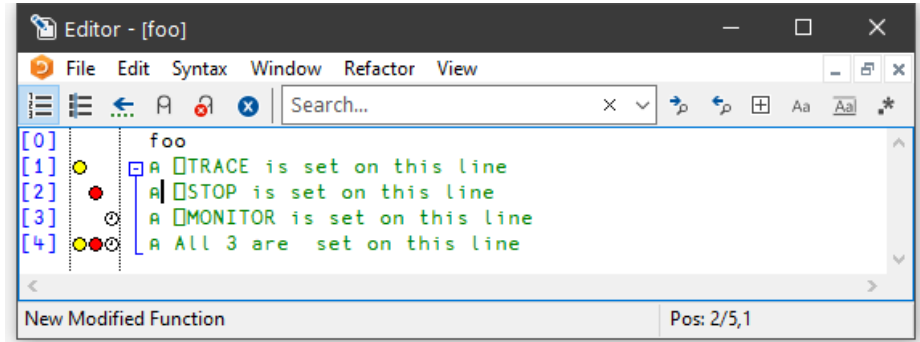 Editor - [foo]
File Edit Syntax Window Refactor View
Search...
Aa Aa .*
[0] foo
[1] ⍝ ⎕TRACE is set on this line
[2] ⍝ ⎕STOP is set on this line
[3] ⍝ ⎕MONITOR is set on this line
[4] ⍝ All 3 are  set on this line
New Modified Function Pos: 2/5,1